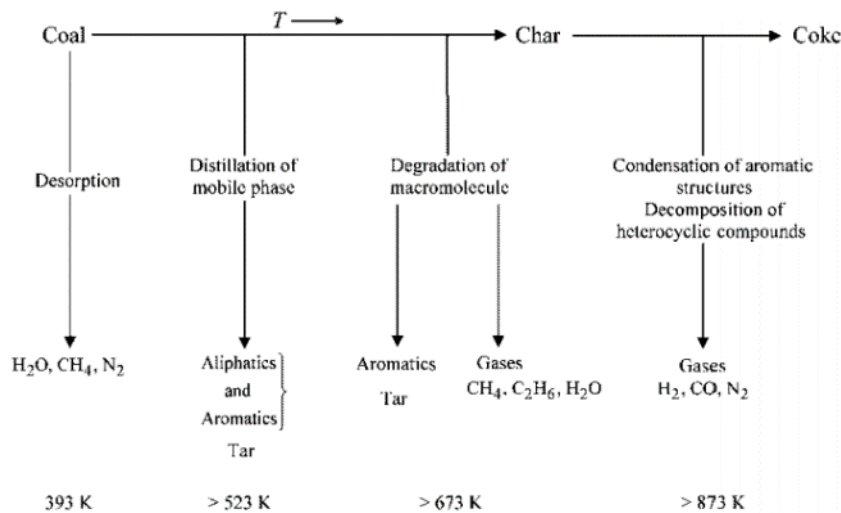 T
Coal Char Cokc
Desorption
Distillation of
mobile phase
Degradation of
macromolecule
Condensation of aromatic
structures
Decomposition of
heterocyclic compounds
H₂O, CH₄, N₂
Aliphatics
and
Aromatics
Tar
Aromatics
Tar
Gases
CH₄, C₂H₆, H₂O
Gases
H₂, CO, N₂
393 K > 523 K > 673 K > 873 K